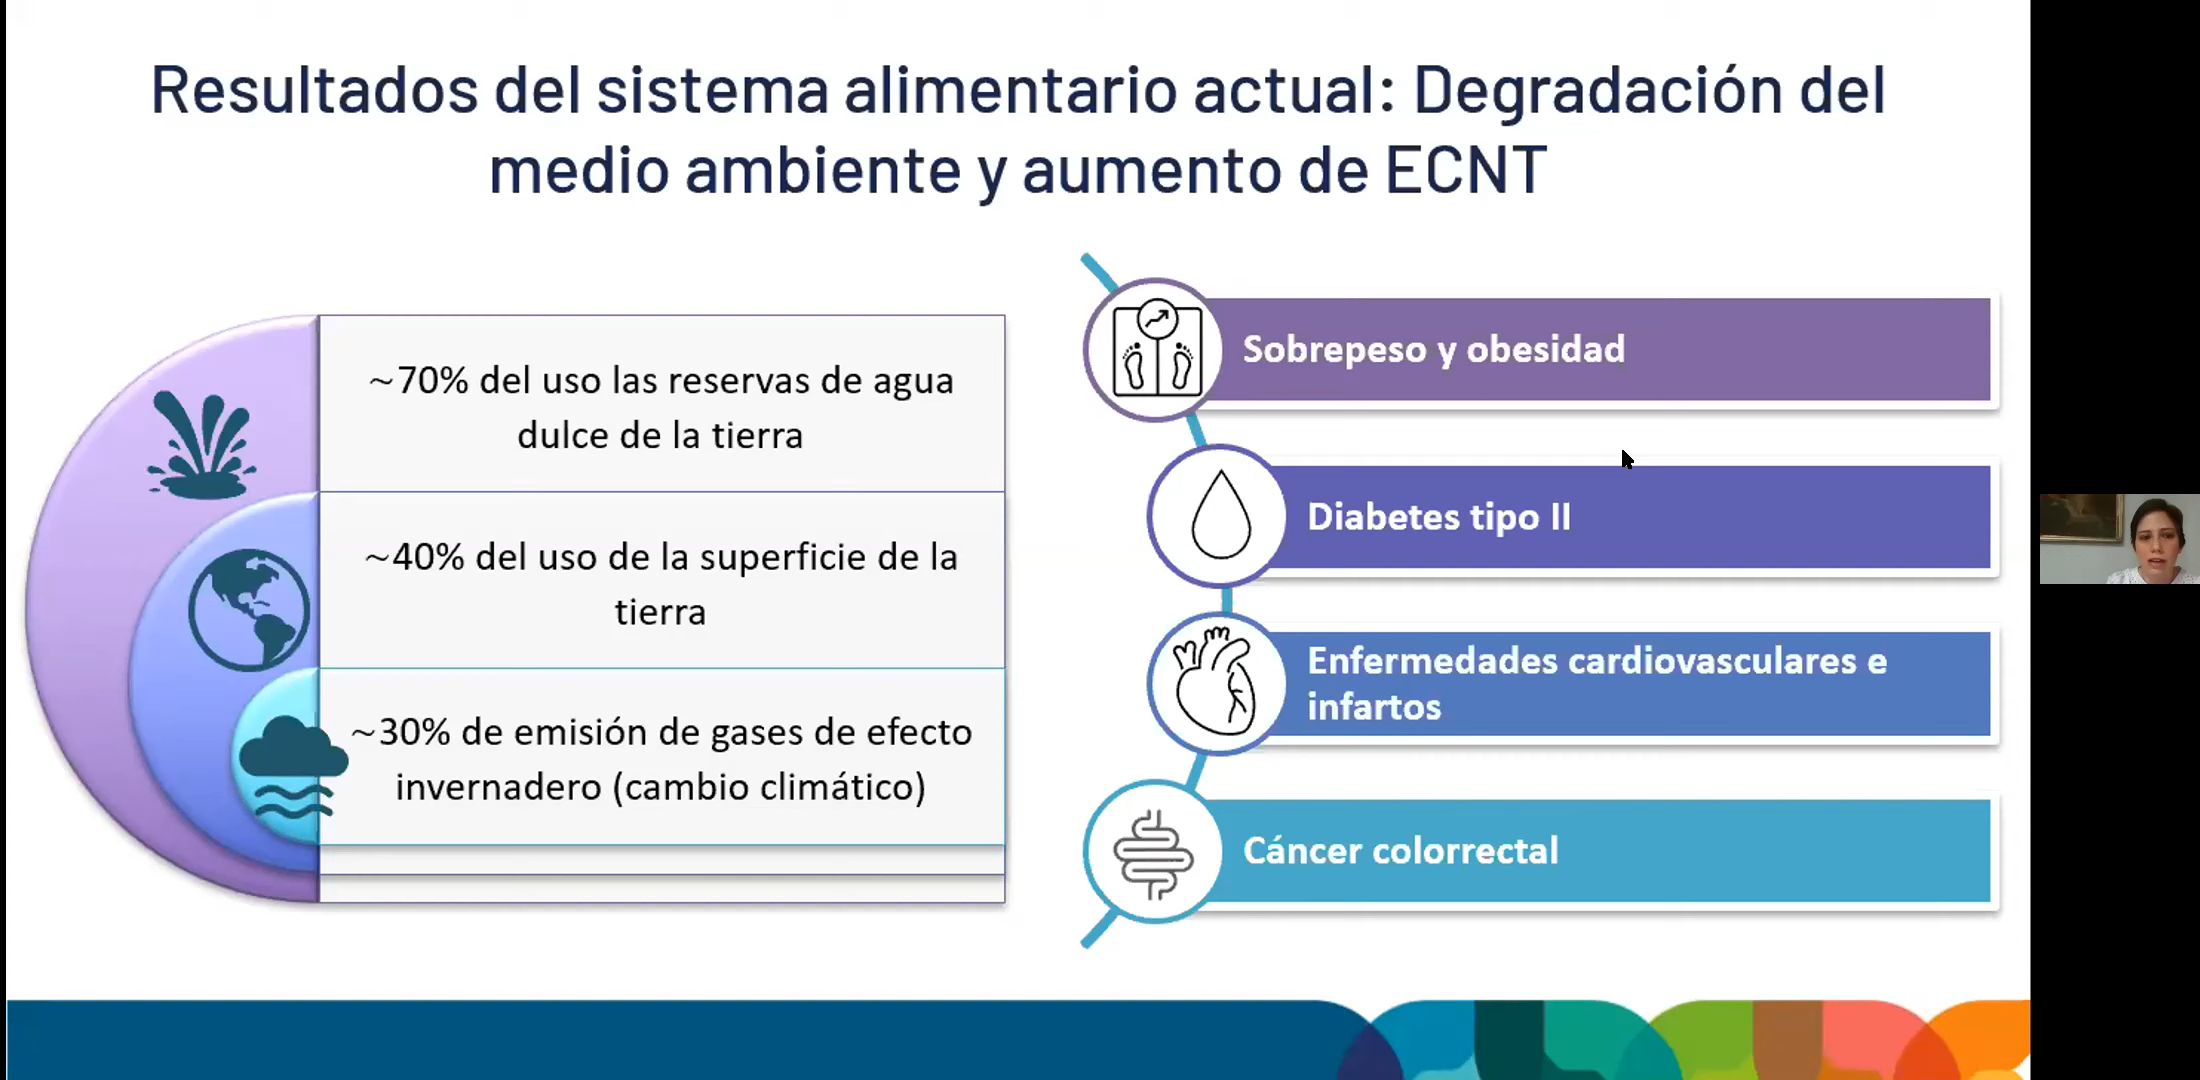 Resultados del sistema alimentario actual: Degradación del
medio ambiente y aumento de ECNT
~70% del uso las reservas de agua
dulce de la tierra
~40% del uso de la superficie de la
tierra
~30% de emisión de gases de efecto
invernadero (cambio climático)
Sobrepeso y obesidad
Diabetes tipo II
Enfermedades cardiovasculares e
infartos
Cáncer colorrectal